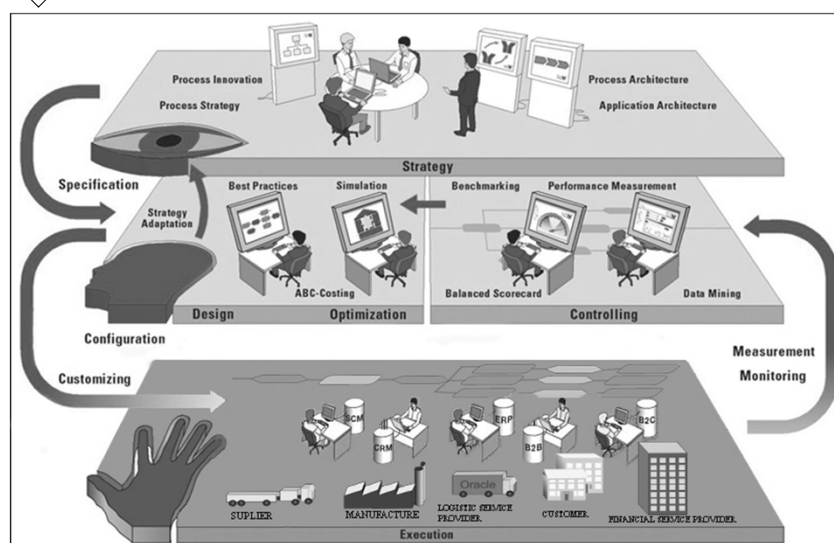 Process Innovation
Process Strategy
Process Architecture
Application Architecture
Strategy
Specification
Strategy
Adaptation
Best Practices
Simulation
Benchmarking
Performance Measurement
ABC-Costing
Balanced Scorecard
Data Mining
Design
Optimization
Controlling
Configuration
Customizing
Measurement
Monitoring
SCM
CRM
ERP
B2B
B2C
Oracle
SUPLIER
MANUFACTURE
LOGISTIC SERVICE
PROVIDER
CUSTOMER
FINANCIAL SERVICE PROVIDER
Execution